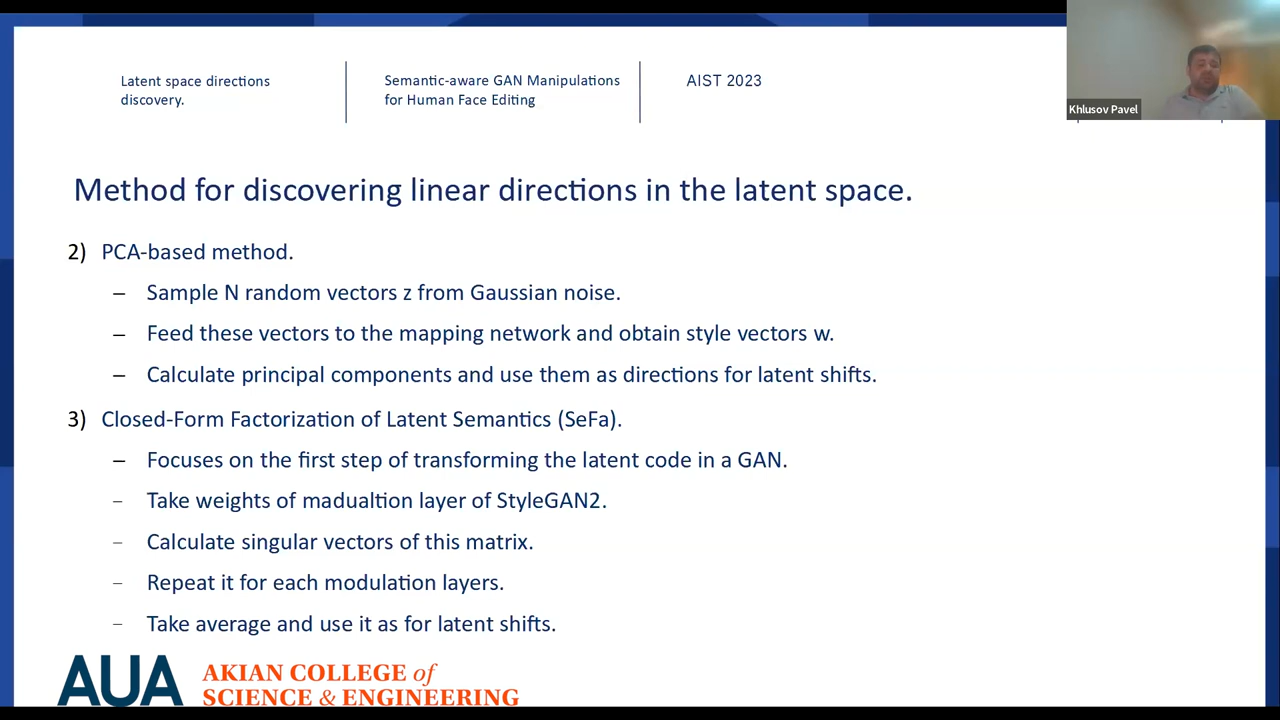 Latent space directions
discovery.
Semantic-aware GAN Manipulations
for Human Face Editing
AIST 2023
Khlusov Pavel
Method for discovering linear directions in the latent space.
2) PCA-based method.
– Sample N random vectors z from Gaussian noise.
– Feed these vectors to the mapping network and obtain style vectors w.
– Calculate principal components and use them as directions for latent shifts.
3) Closed-Form Factorization of Latent Semantics (SeFa).
– Focuses on the first step of transforming the latent code in a GAN.
– Take weights of madualtion layer of StyleGAN2.
– Calculate singular vectors of this matrix.
– Repeat it for each modulation layers.
– Take average and use it as for latent shifts.
AUA
AKIAN COLLEGE of
SCIENCE & ENGINEERING